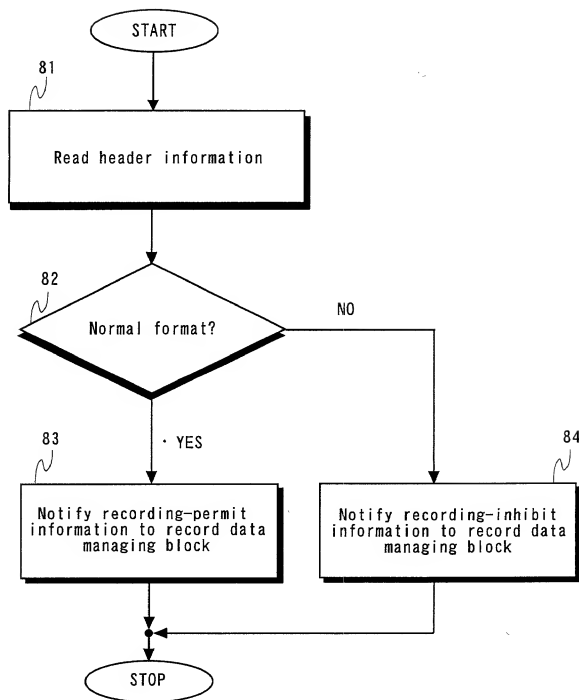 START
81
Read header information
82
Normal format?
NO
YES
83
84
Notify recording-permit
information to record data
managing block
Notify recording-inhibit
information to record data
managing block
STOP